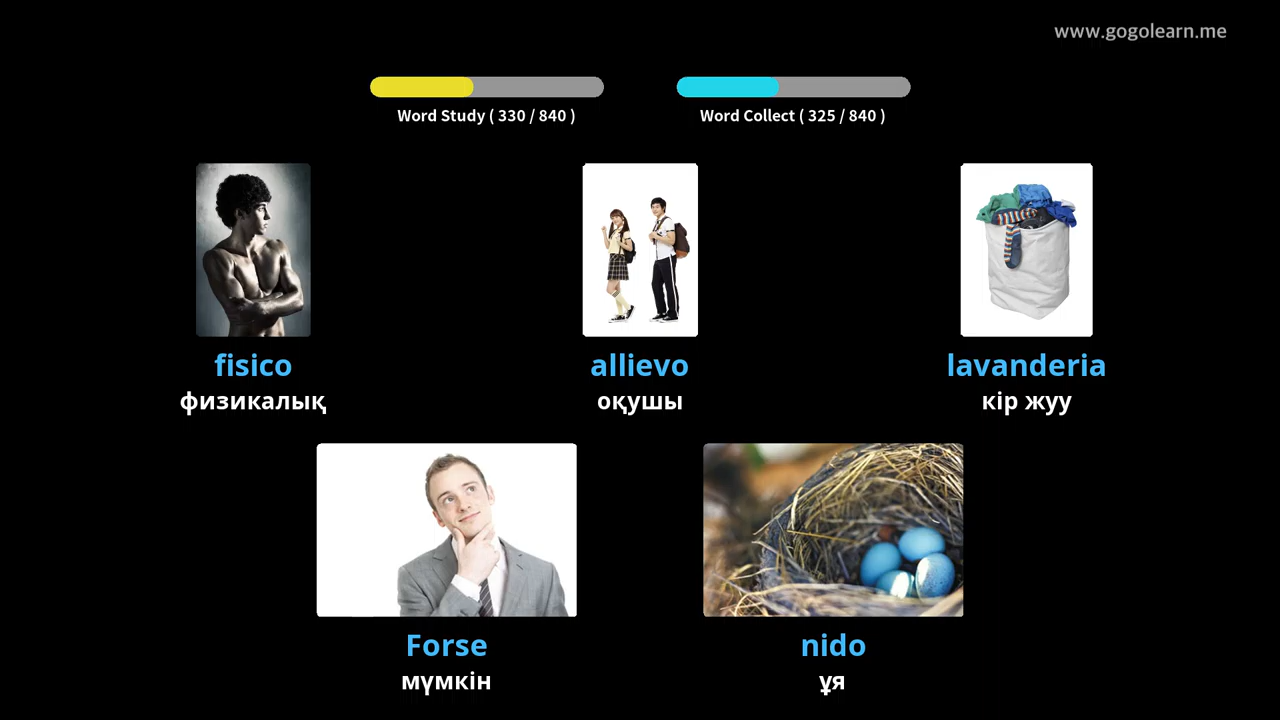 www.gogolearn.me
Word Study ( 330 / 840 )
Word Collect ( 325 / 840 )
fisico
физикалық
allievo
оқушы
lavanderia
кір жуу
Forse
мүмкін
nido
ұя